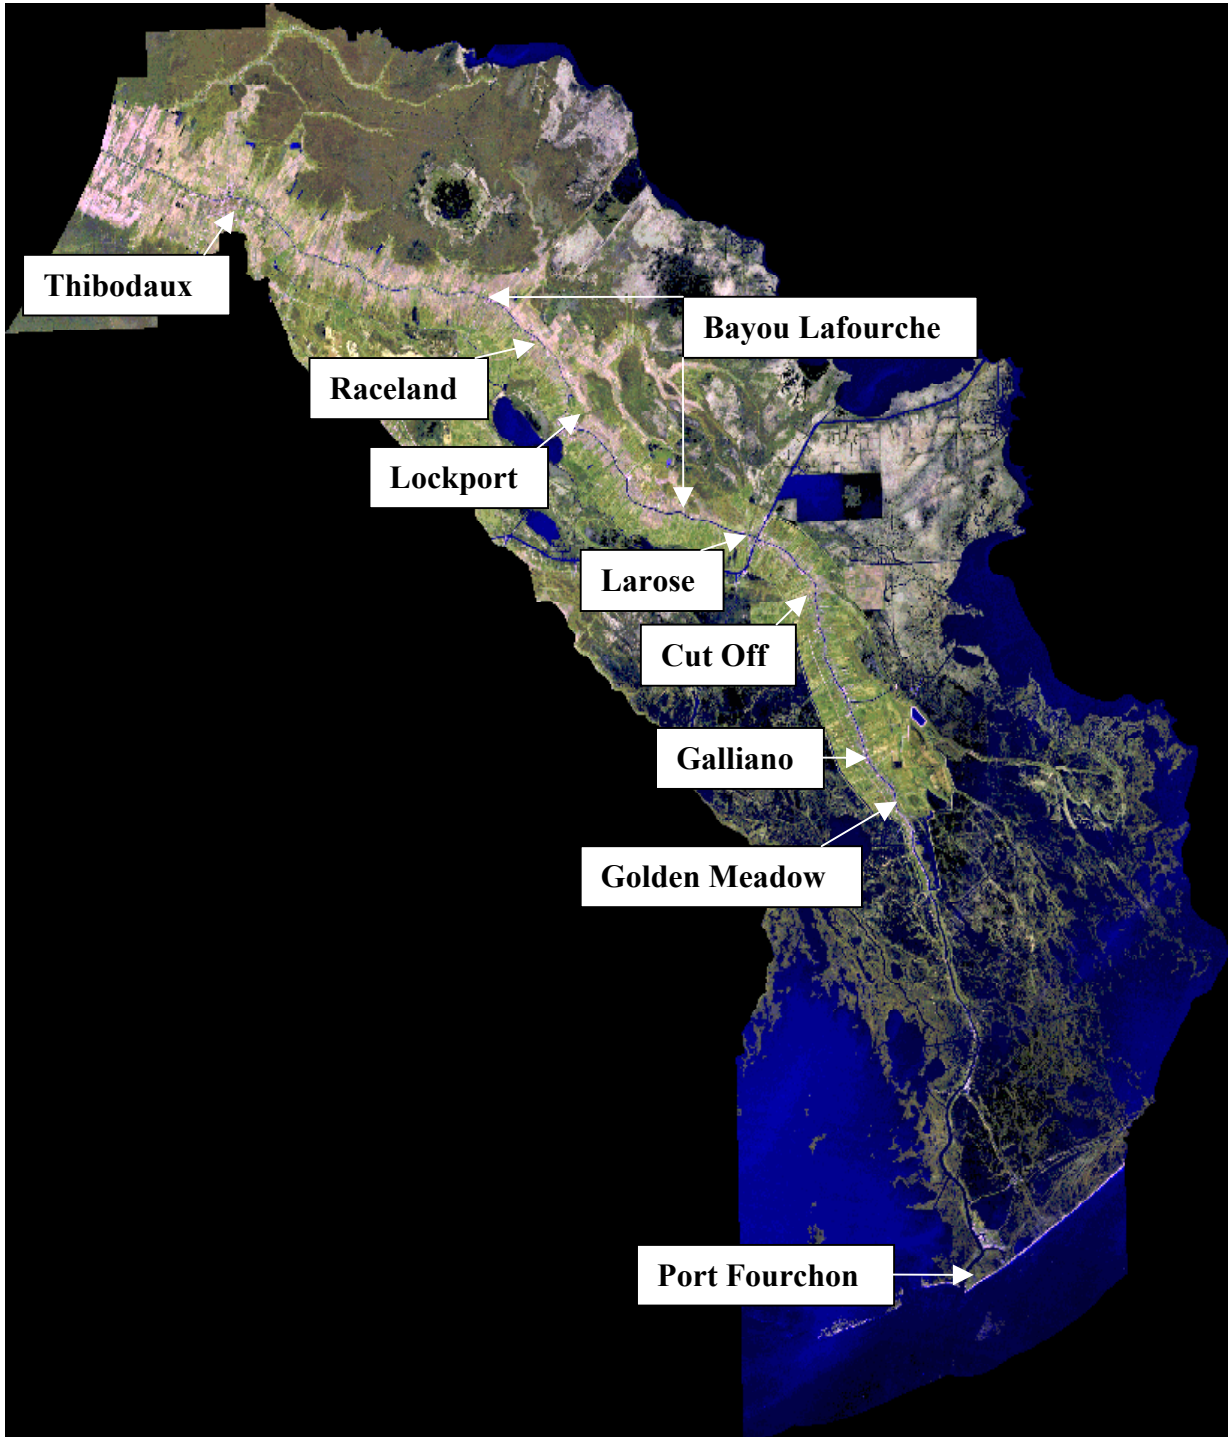 Thibodaux
Bayou Lafourche
Raceland
Lockport
Larose
Cut Off
Galliano
Golden Meadow
Port Fourchon